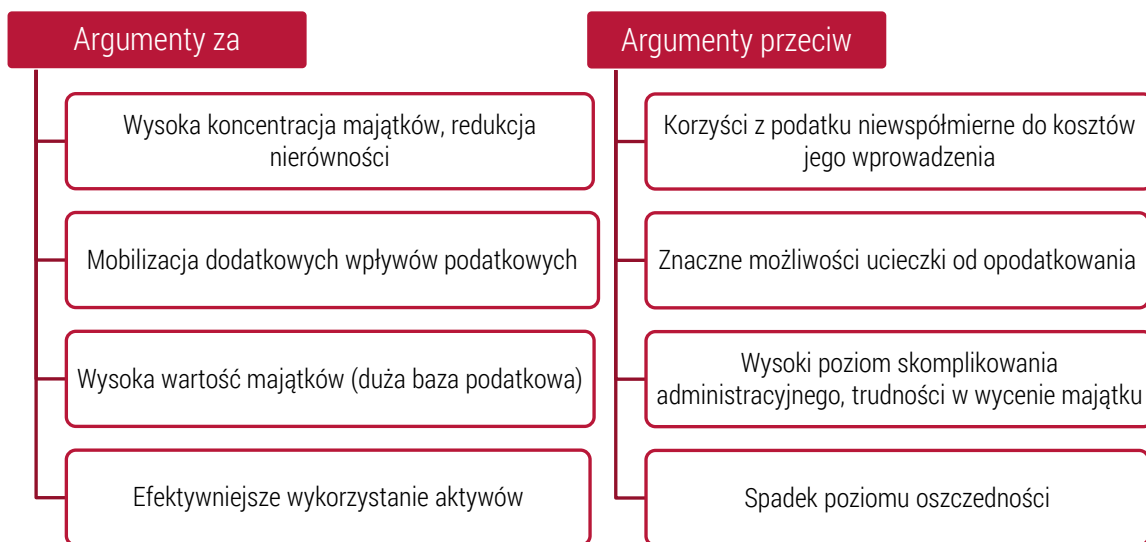 Argumenty za
Wysoka koncentracja majątków, redukcja
nierówności
Mobilizacja dodatkowych wpływów podatkowych
Wysoka wartość majątków (duża baza podatkowa)
Efektywniejsze wykorzystanie aktywów
Argumenty przeciw
Korzyści z podatku niewspółmierne do kosztów
jego wprowadzenia
Znaczne możliwości ucieczki od opodatkowania
Wysoki poziom skomplikowania
administracyjnego, trudności w wycenie majątku
Spadek poziomu oszczedności